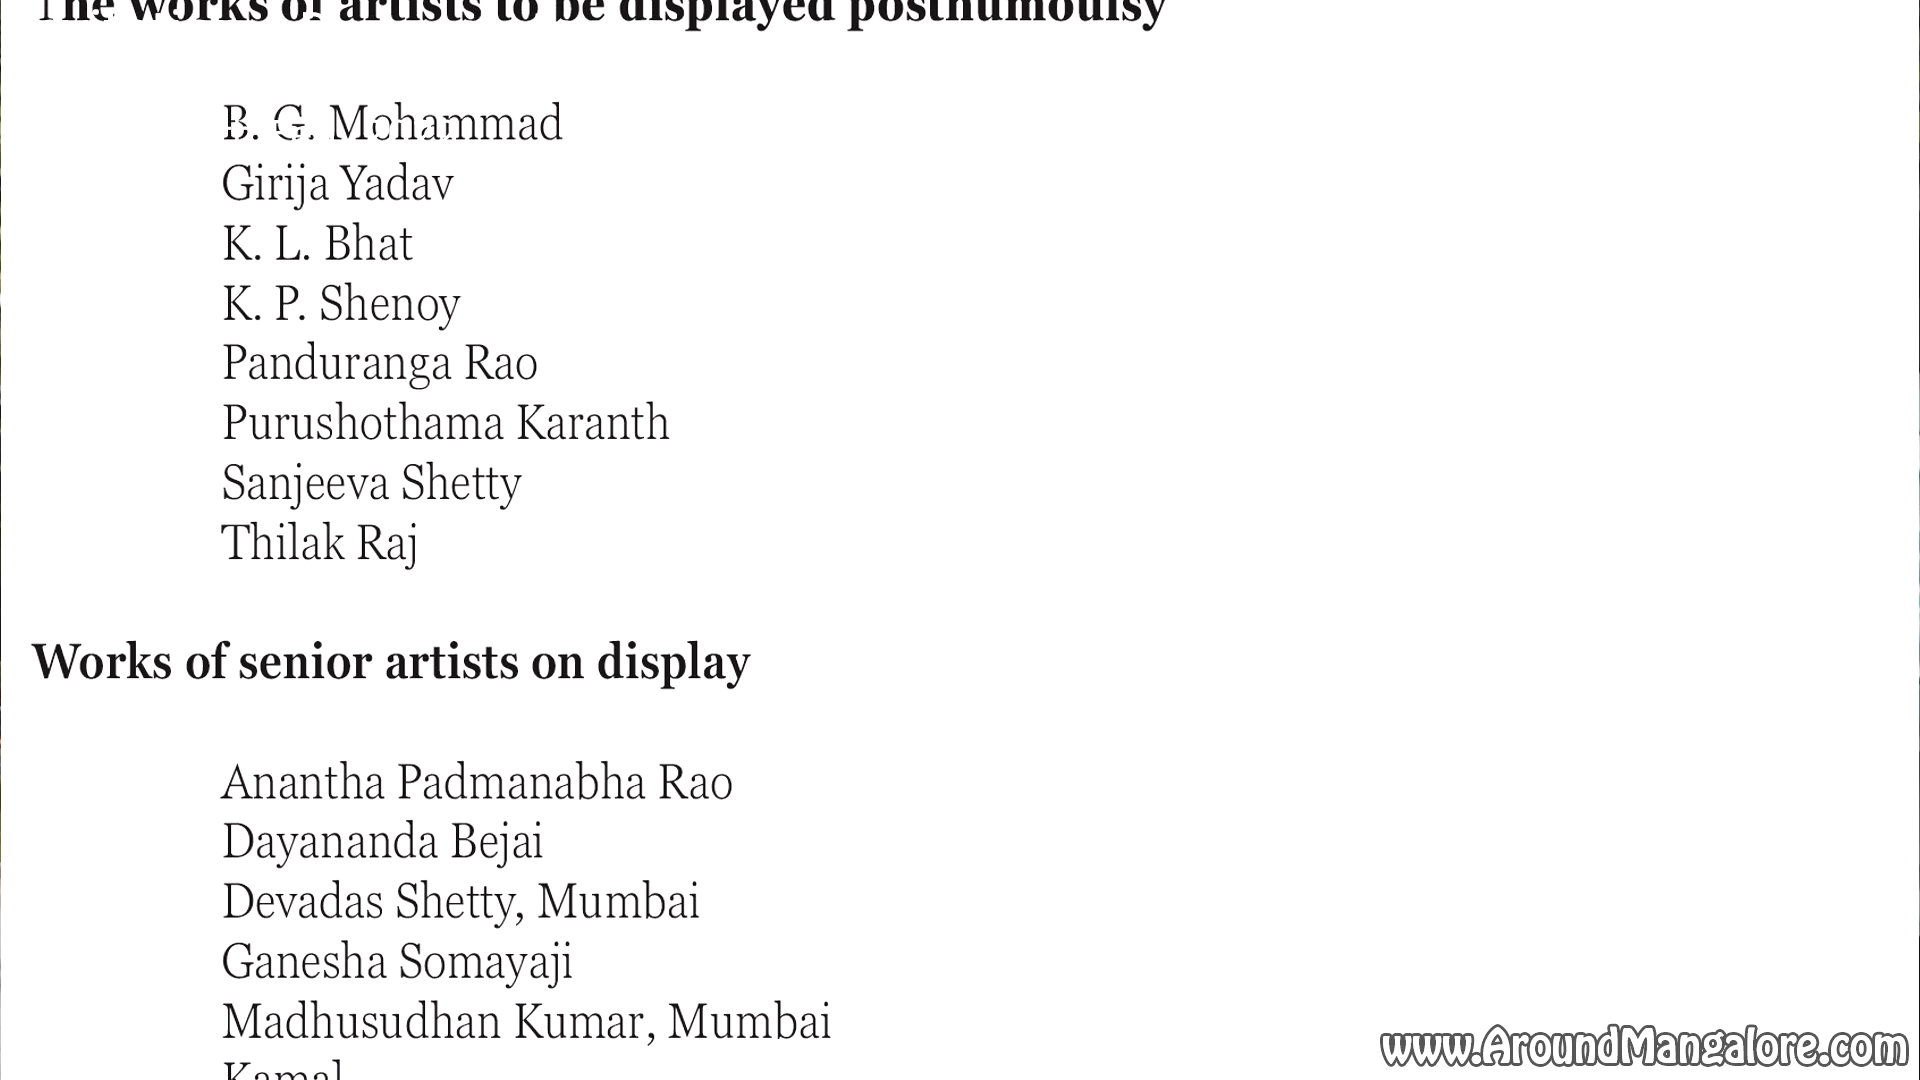 The works of artists to be displayed posthumoulsy
B. G. Mohammad
Girija Yadav
K. L. Bhat
K. P. Shenoy
Panduranga Rao
Purushothama Karanth
Sanjeeva Shetty
Thilak Raj
Works of senior artists on display
Anantha Padmanabha Rao
Dayananda Bejai
Devadas Shetty, Mumbai
Ganesha Somayaji
Madhusudhan Kumar, Mumbai
Kamal
www.AroundMangalore.com